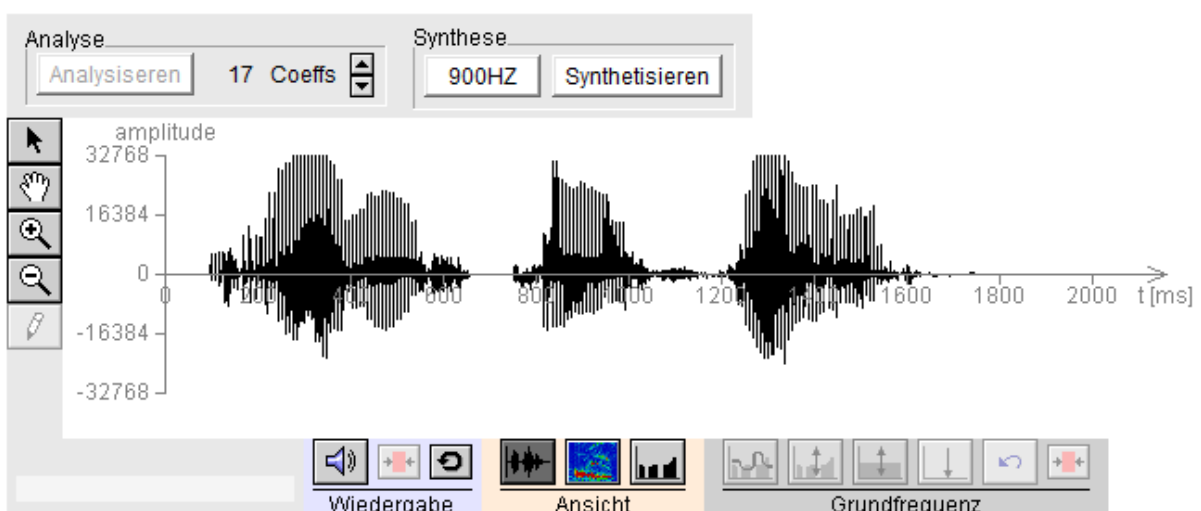 Analyse
Synthese
Analysiseren
17 Coeffs
900HZ
Synthetisieren
amplitude
32768
16384
0
0 200 400 600 800 1000 1200 1400 1600 1800 2000 t [ms]
-16384
-32768
Wiedergabe
Ansicht
Grundfrequenz